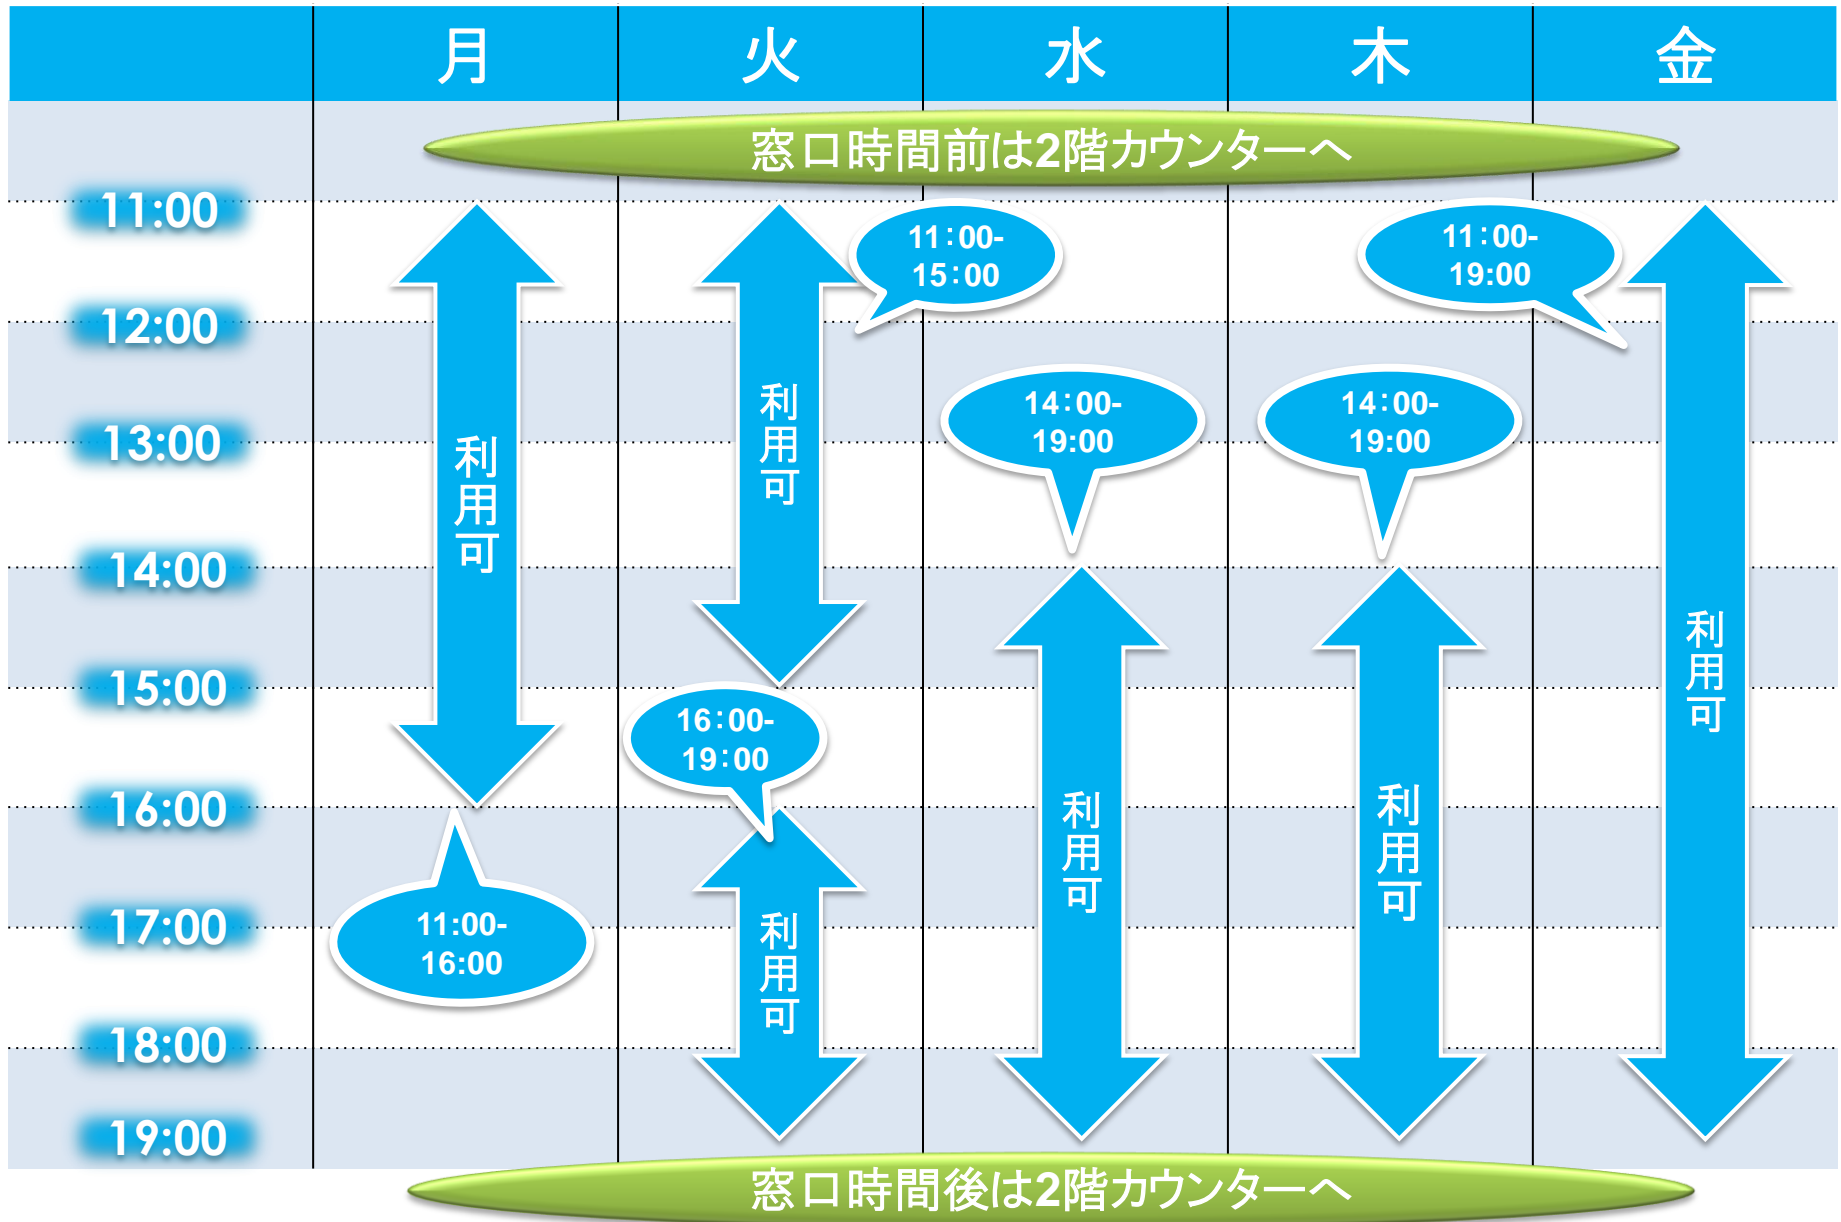 月 火 水 木 金
窓口時間前は2階カウンターへ
11:00
12:00
13:00
14:00
15:00
16:00
17:00
18:00
19:00
利用可
11:00-
16:00
利用可
11：00-
15：00
16：00-
19：00
利用可
14：00-
19:00
利用可
14：00-
19:00
利用可
11：00-
19:00
利用可
窓口時間後は2階カウンターへ